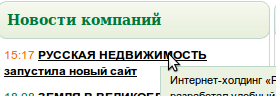 Новости компаний
15:17 РУССКАЯ НЕДВИЖИМОСТЬ
запустила новый сайт
Интернет-холдинг «Р